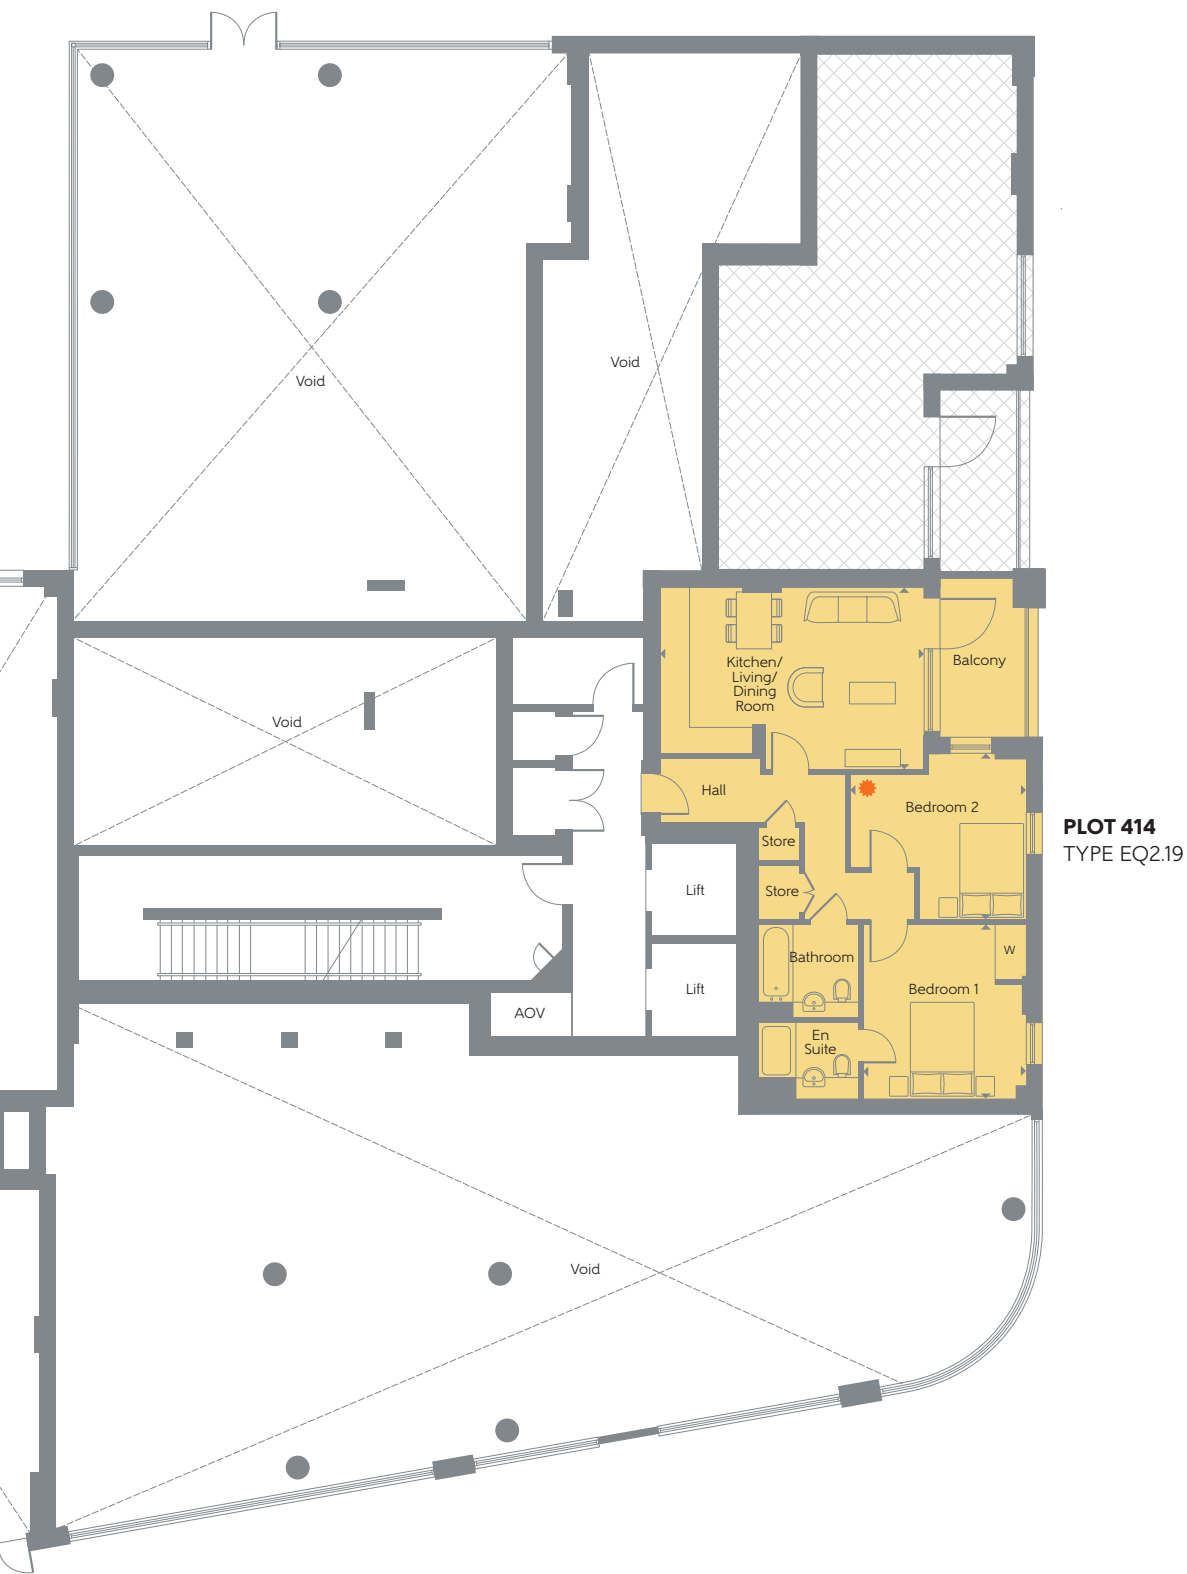 Void
Void
Void
Kitchen/
Living/
Dining
Room
Balcony
Hall
Bedroom 2
Store
Store
Lift
Lift
AOV
Bathroom
W
Bedroom 1
En
Suite
Void
PLOT 414
TYPE EQ2.19